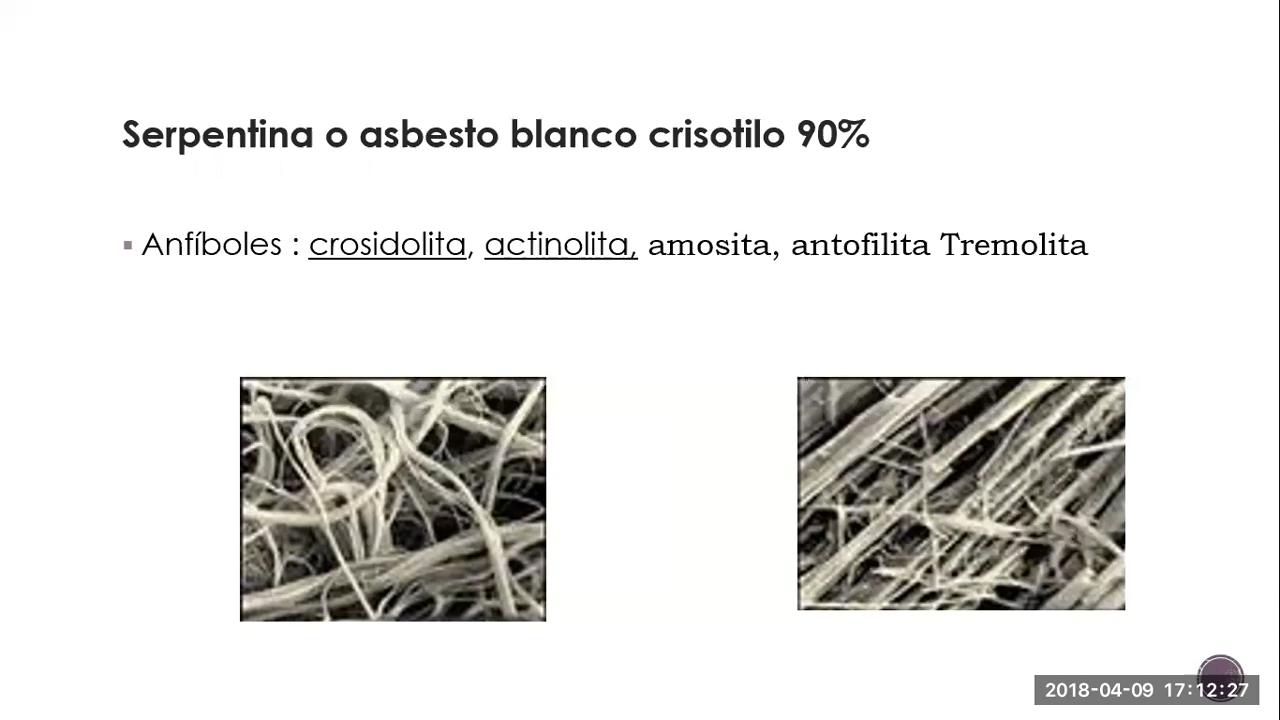 Serpentina o asbesto blanco crisotilo 90%
▪ Anfíboles : crosidolita, actinolita, amosita, antofilita Tremolita
2018-04-09 17:12:27